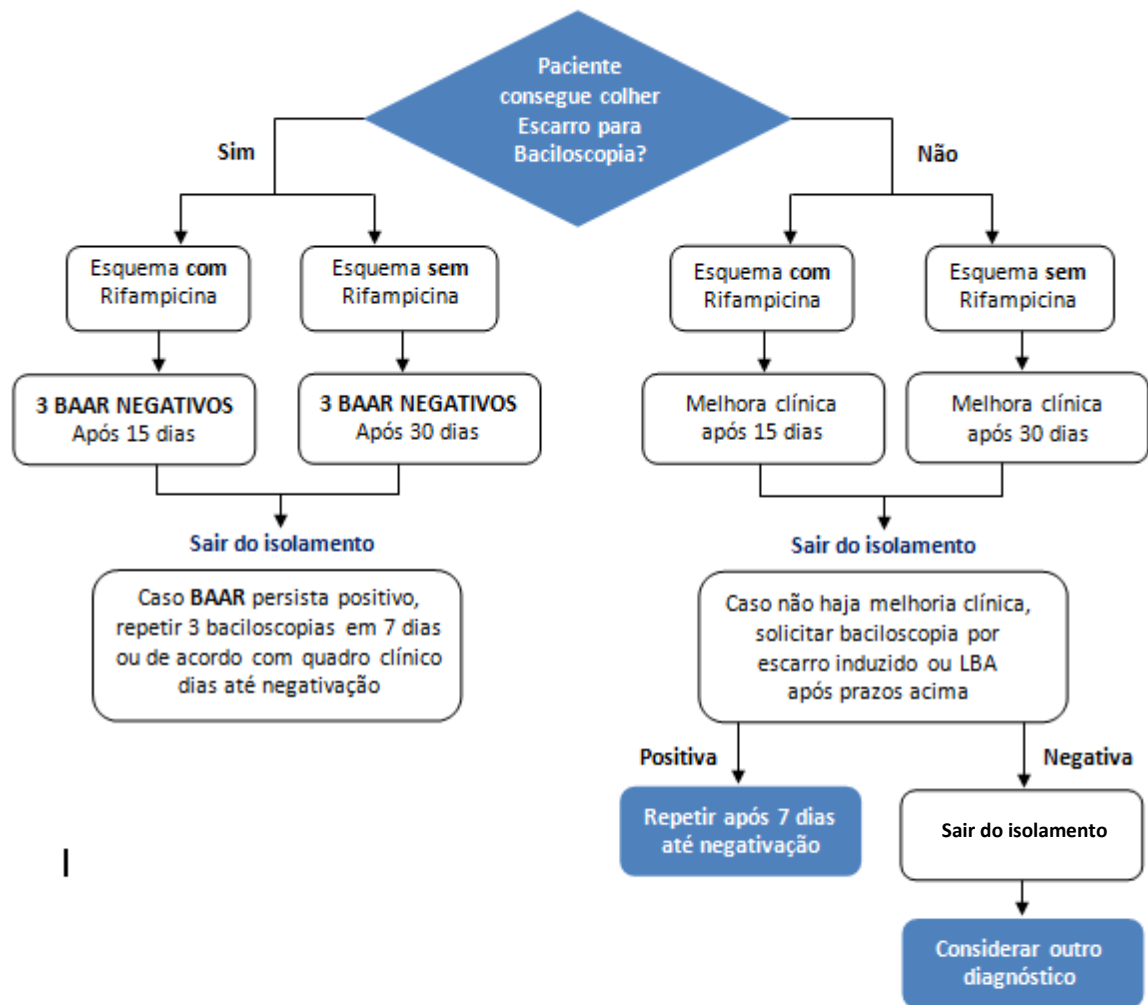 Paciente
consegue colher
Escarro para
Baciloscopia?
Sim
Não
Esquema com
Rifampicina
Esquema sem
Rifampicina
Esquema com
Rifampicina
Esquema sem
Rifampicina
3 BAAR NEGATIVOS
Após 15 dias
3 BAAR NEGATIVOS
Após 30 dias
Melhora clínica
após 15 dias
Melhora clínica
após 30 dias
Sair do isolamento
Sair do isolamento
Caso BAAR persista positivo,
repetir 3 baciloscopias em 7 dias
ou de acordo com quadro clínico
dias até negativação
Caso não haja melhoria clínica,
solicitar baciloscopia por
escarro induzido ou LBA
após prazos acima
Positiva
Negativa
Repetir após 7 dias
até negativação
Sair do isolamento
Considerar outro
diagnóstico